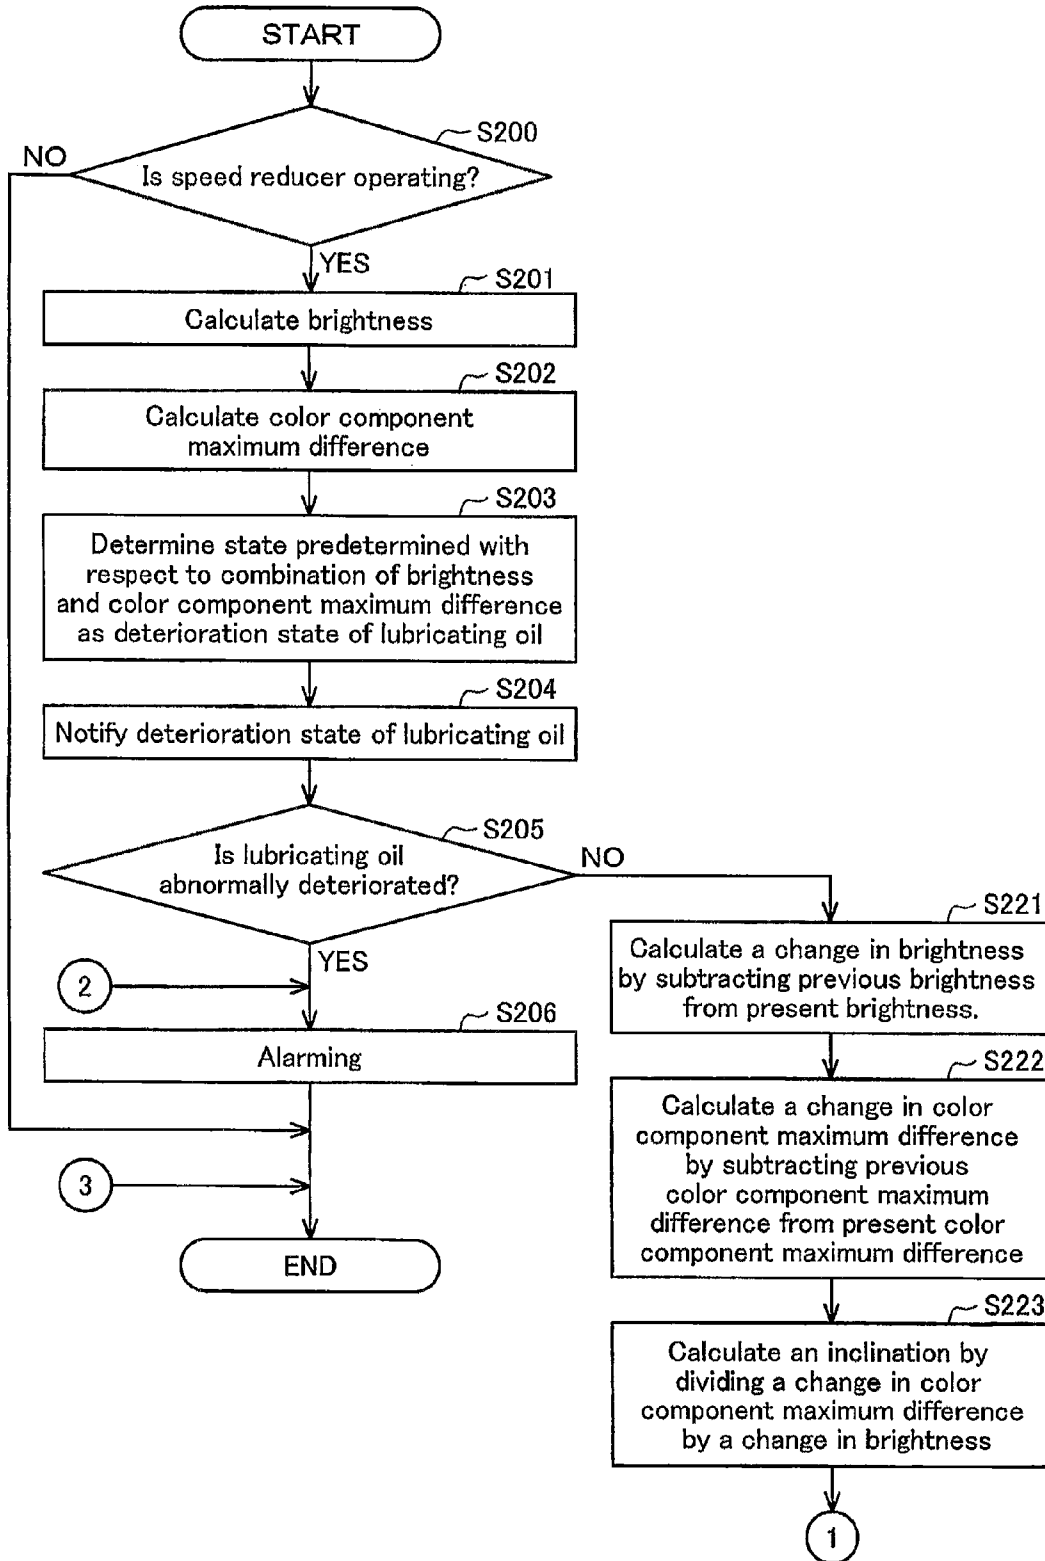 START
S200
NO
Is speed reducer operating?
YES
S201
Calculate brightness
S202
Calculate color component
maximum difference
S203
Determine state predetermined with
respect to combination of brightness
and color component maximum difference
as deterioration state of lubricating oil
S204
Notify deterioration state of lubricating oil
S205
Is lubricating oil
abnormally deteriorated?
NO
YES
2
S206
Alarming
3
END
S221
Calculate a change in brightness
by subtracting previous brightness
from present brightness.
S222
Calculate a change in color
component maximum difference
by subtracting previous
color component maximum
difference from present color
component maximum difference
S223
Calculate an inclination by
dividing a change in color
component maximum difference
by a change in brightness
1